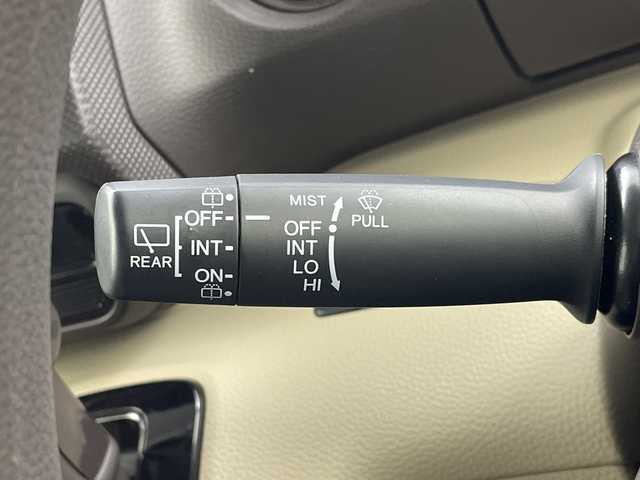 REAR
OFF
INT
ON
MIST
OFF
INT
LO
HI
PULL